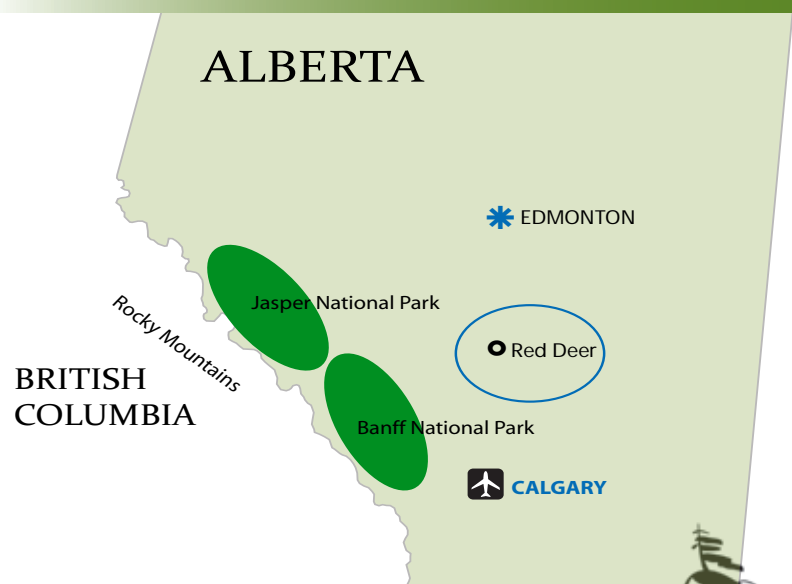 ALBERTA
EDMONTON
Jasper National Park
Rocky Mountains
Red Deer
BRITISH
COLUMBIA
Banff National Park
CALGARY